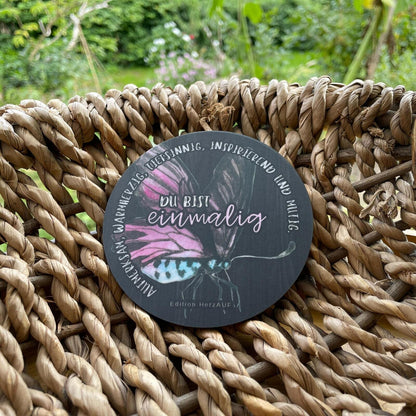 AUFMERKSAM, WARMHERZIG, TIEFSINNIG, INSPIRIEREND UND MUTIG.
DU BIST
einmalig
Edition HerzAUF